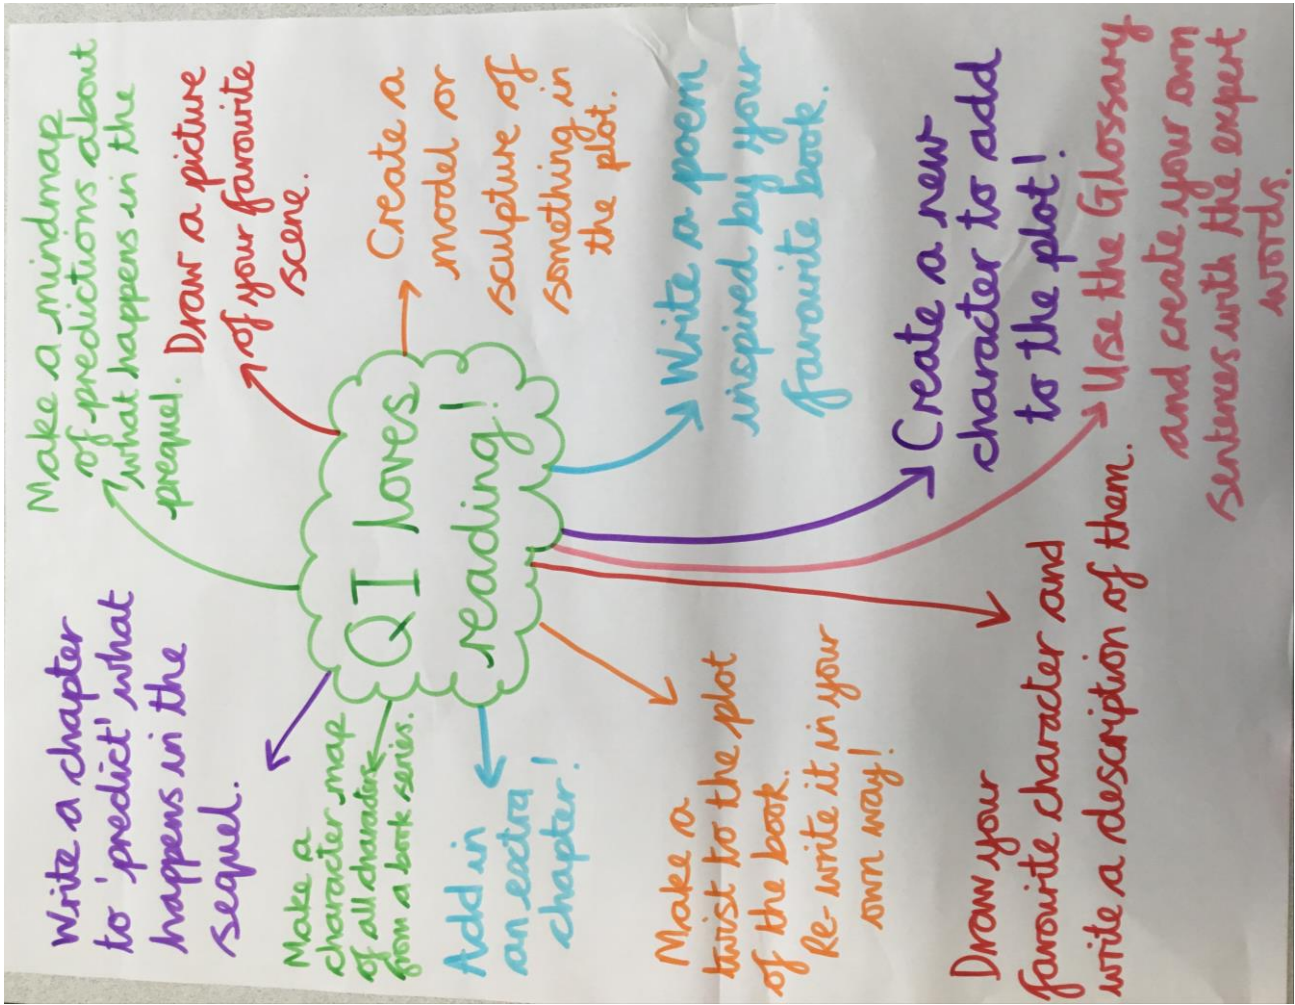 QI loves
reading!
Write a chapter
to 'predict' what
happens in the
sequel.
Make a mindmap
of predictions about
what happens in the
prequel.
Draw a picture
of your favourite
scene.
Create a
model or
sculpture of
something in
the plot.
Write a poem
inspired by your
favourite book.
Create a new
character to add
to the plot!
Use the Glossary
and create your own
sentences with the expert
words.
Draw your
favourite character and
write a description of them.
Make a
twist to the plot
of the book.
Re-write it in your
own way!
Add in
an extra
chapter!
Make a
character map
of all characters
from a book series.